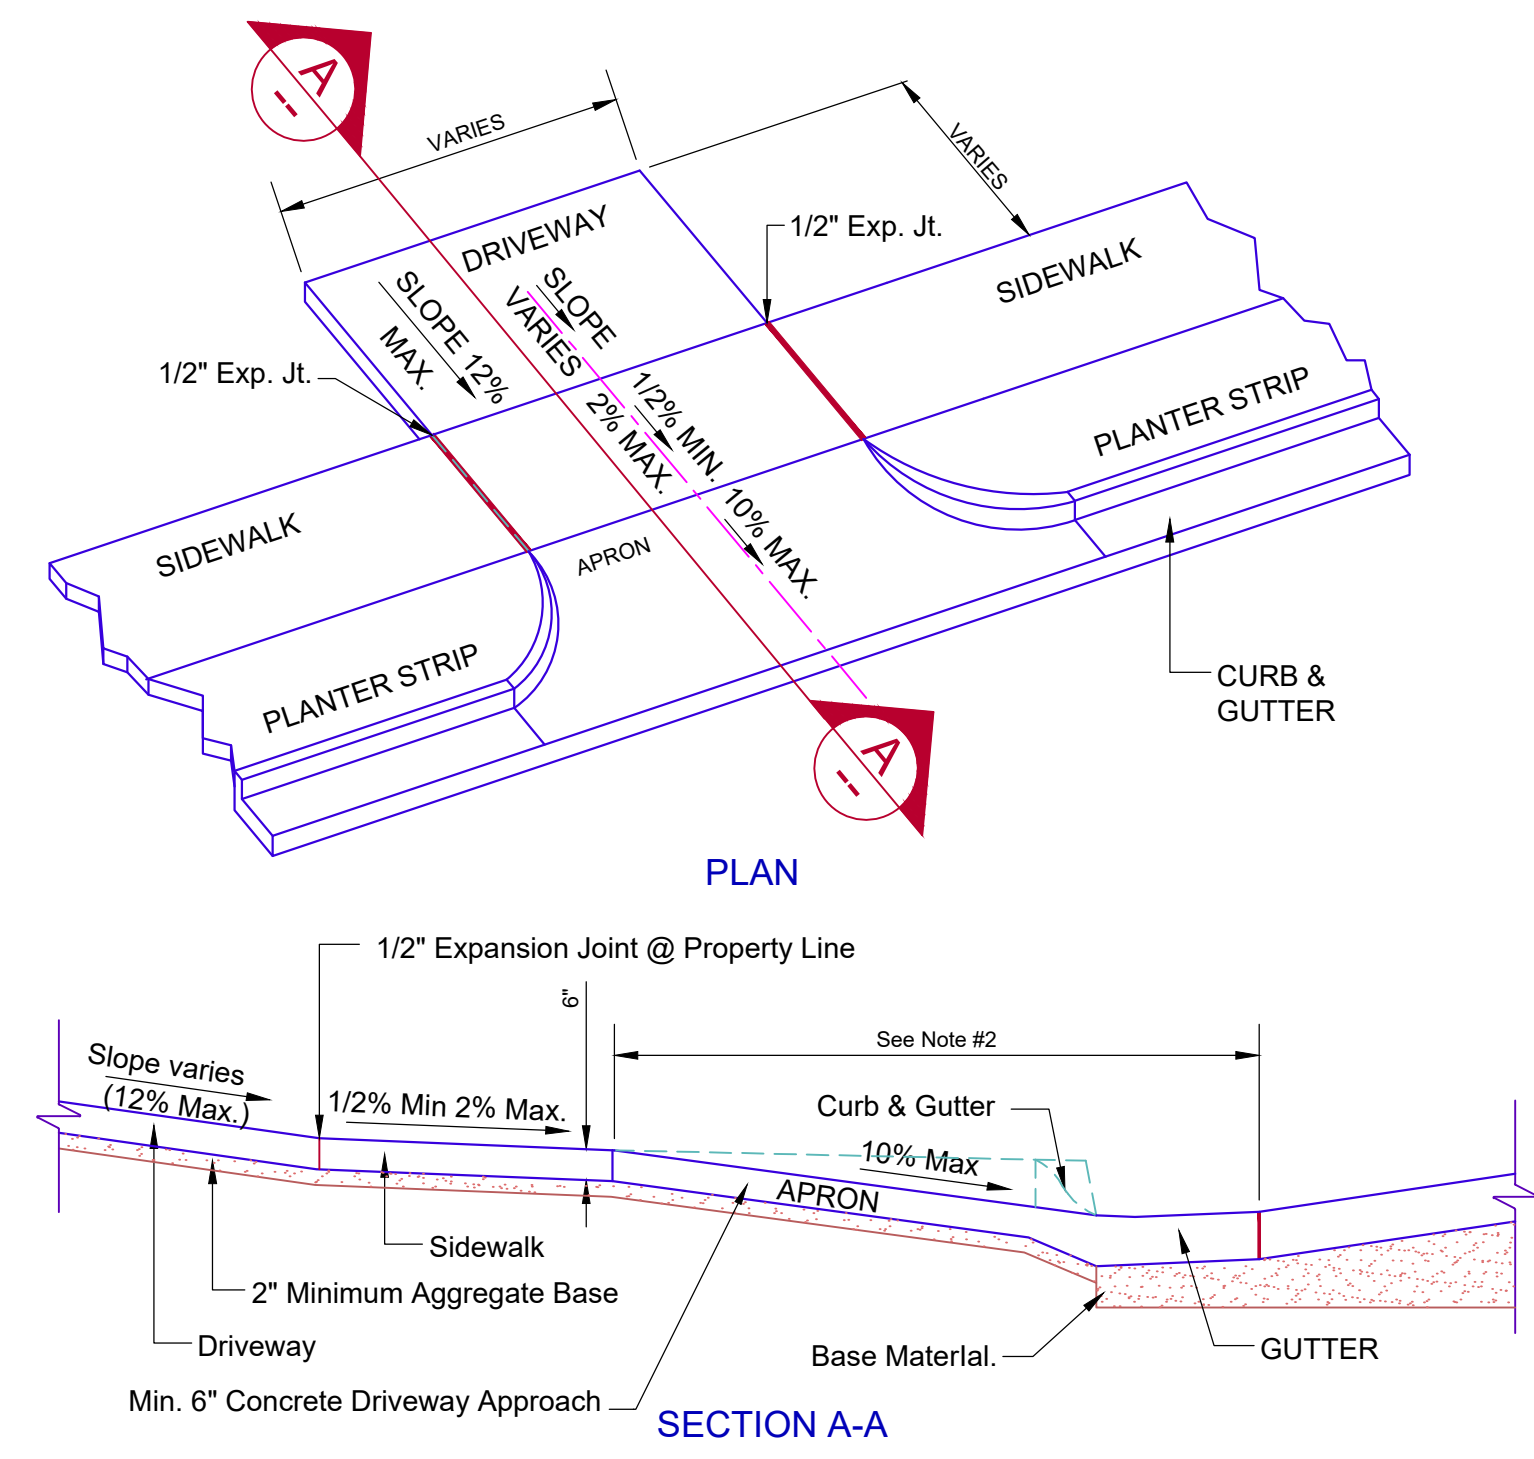 A
--
VARIES
VARIES
DRIVEWAY
1/2" Exp. Jt.
SIDEWALK
SLOPE 12%
MAX.
SLOPE
VARIES
1/2" Exp. Jt.
1/2% MIN.
2% MAX.
PLANTER STRIP
10% MAX.
SIDEWALK
APRON
PLANTER STRIP
CURB &
GUTTER
A
--
PLAN
1/2" Expansion Joint @ Property Line
6"
See Note #2
Slope varies
(12% Max.)
1/2% Min 2% Max.
Curb & Gutter
10% Max
APRON
Sidewalk
2" Minimum Aggregate Base
Driveway
Base MaterIal.
GUTTER
Min. 6" Concrete Driveway Approach
SECTION A-A